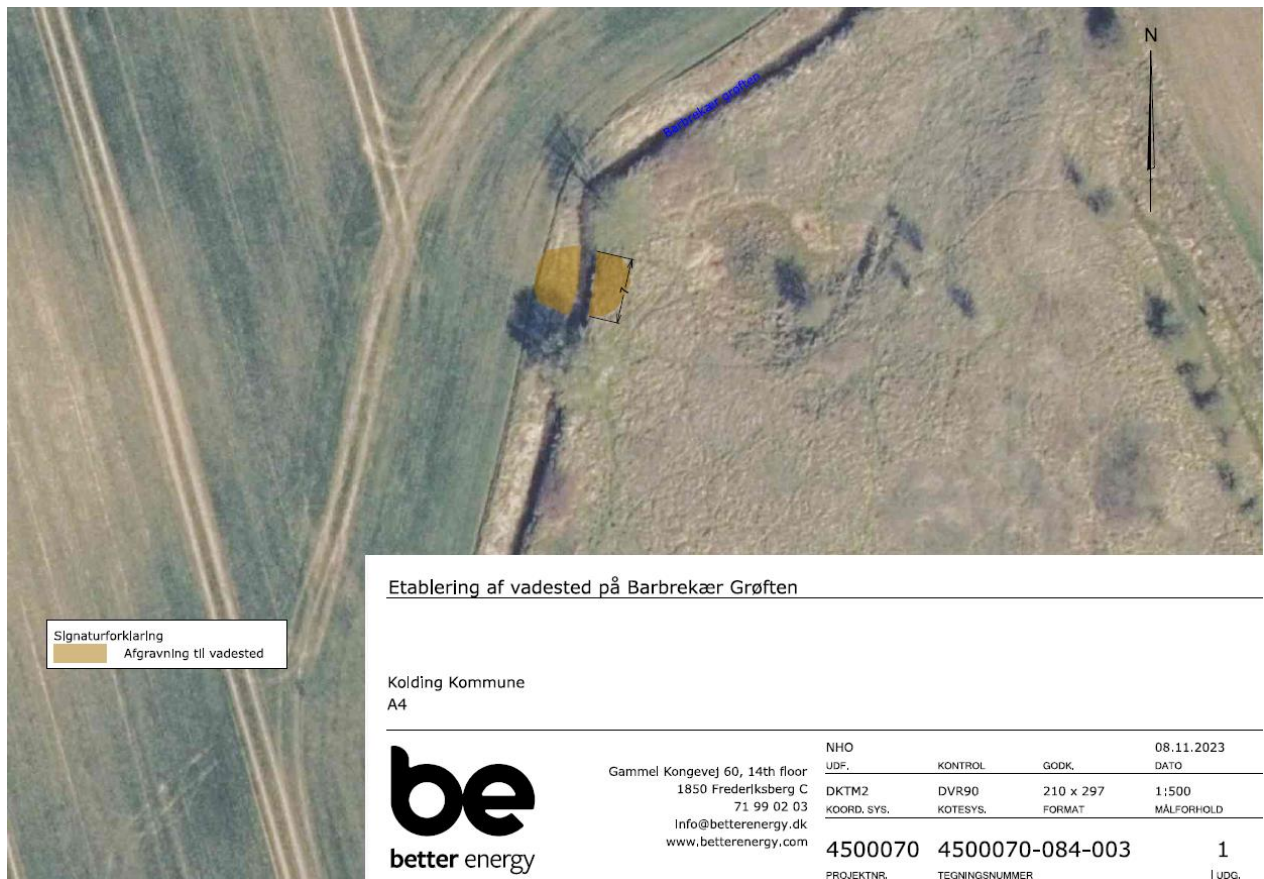 N
Barbrekær grøften
7
Etablering af vadested på Barbrekær Grøften
Signaturforklaring
Afgravning til vadested
Kolding Kommune
A4
be
better energy
Gammel Kongevej 60, 14th floor
1850 Frederiksberg C
71 99 02 03
info@betterenergy.dk
www.betterenergy.com
NHO 08.11.2023
UDF. KONTROL GODK. DATO
DKTM2 DVR90 210 x 297 1:500
KOORD. SYS. KOTESYS. FORMAT MÅLFORHOLD
4500070 4500070-084-003 1
PROJEKTNR. TEGNINGSNUMMER UDG.